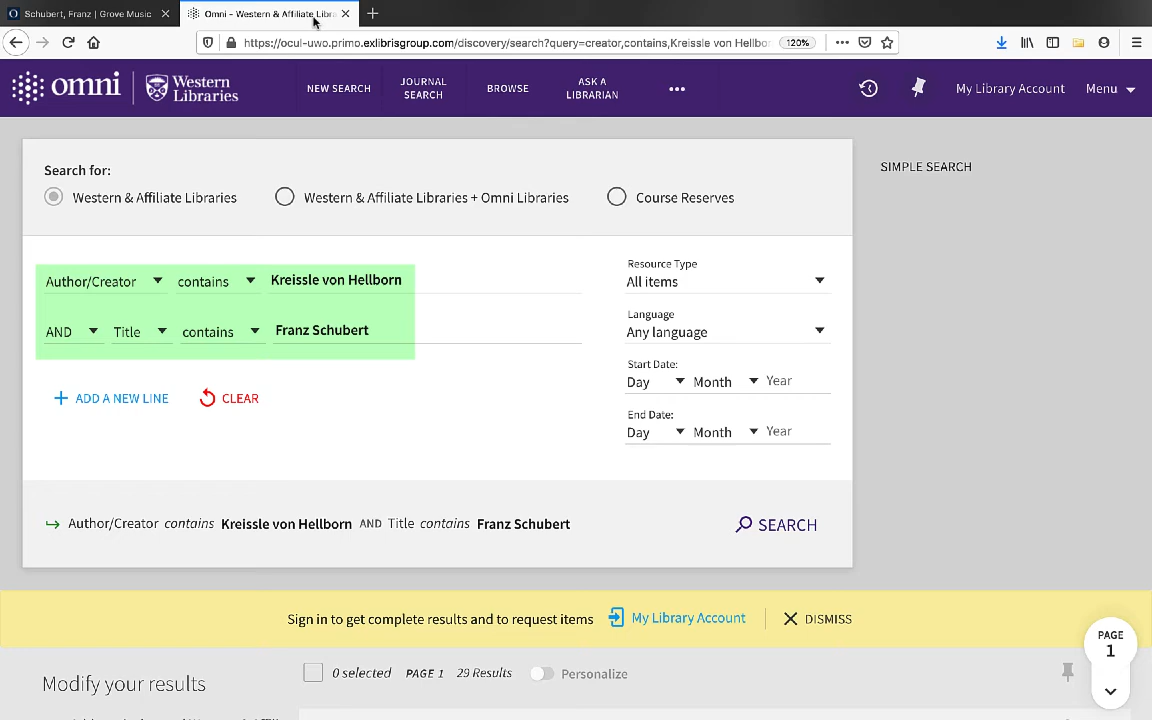 Schubert, Franz | Grove Music
Omni - Western & Affiliate Libra
https://ocul-uwo.primo.exlibrisgroup.com/discovery/search?query=creator,contains,Kreissle von Hellbor
120%
omni
Western
Libraries
NEW SEARCH
JOURNAL
SEARCH
BROWSE
ASK A
LIBRARIAN
My Library Account
Menu
Search for:
SIMPLE SEARCH
Western & Affiliate Libraries
Western & Affiliate Libraries + Omni Libraries
Course Reserves
Author/Creator contains Kreissle von Hellborn
AND Title contains Franz Schubert
Resource Type
All items
Language
Any language
Start Date:
Day Month Year
End Date:
Day Month Year
ADD A NEW LINE
CLEAR
Author/Creator contains Kreissle von Hellborn AND Title contains Franz Schubert
SEARCH
Sign in to get complete results and to request items
My Library Account
DISMISS
PAGE
1
Modify your results
0 selected PAGE 1 29 Results
Personalize